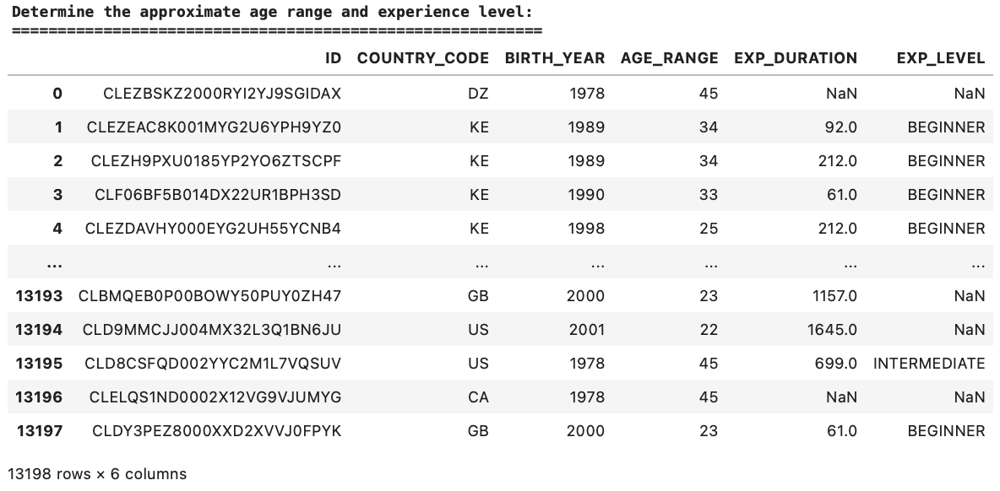 Determine the approximate age range and experience level:
==========================================================
ID COUNTRY_CODE BIRTH_YEAR AGE_RANGE EXP_DURATION EXP_LEVEL
0 CLEZBSKZ2000RYI2YJ9SGIDAX DZ 1978 45 NaN NaN
1 CLEZEAC8K001MYG2U6YPH9YZ0 KE 1989 34 92.0 BEGINNER
2 CLEZH9PXU0185YP2YO6ZTSCPF KE 1989 34 212.0 BEGINNER
3 CLF06BF5B014DX22UR1BPH3SD KE 1990 33 61.0 BEGINNER
4 CLEZDAVHY000EYG2UH55YCNB4 KE 1998 25 212.0 BEGINNER
... ... ... ... ... ... ...
13193 CLBMQEB0P00BOWY50PUY0ZH47 GB 2000 23 1157.0 NaN
13194 CLD9MMCJJ004MX32L3Q1BN6JU US 2001 22 1645.0 NaN
13195 CLD8CSFQD002YYC2M1L7VQSUV US 1978 45 699.0 INTERMEDIATE
13196 CLELQS1ND0002X12VG9VJUMYG CA 1978 45 NaN NaN
13197 CLDY3PEZ8000XXD2XVVJ0FPYK GB 2000 23 61.0 BEGINNER
13198 rows × 6 columns